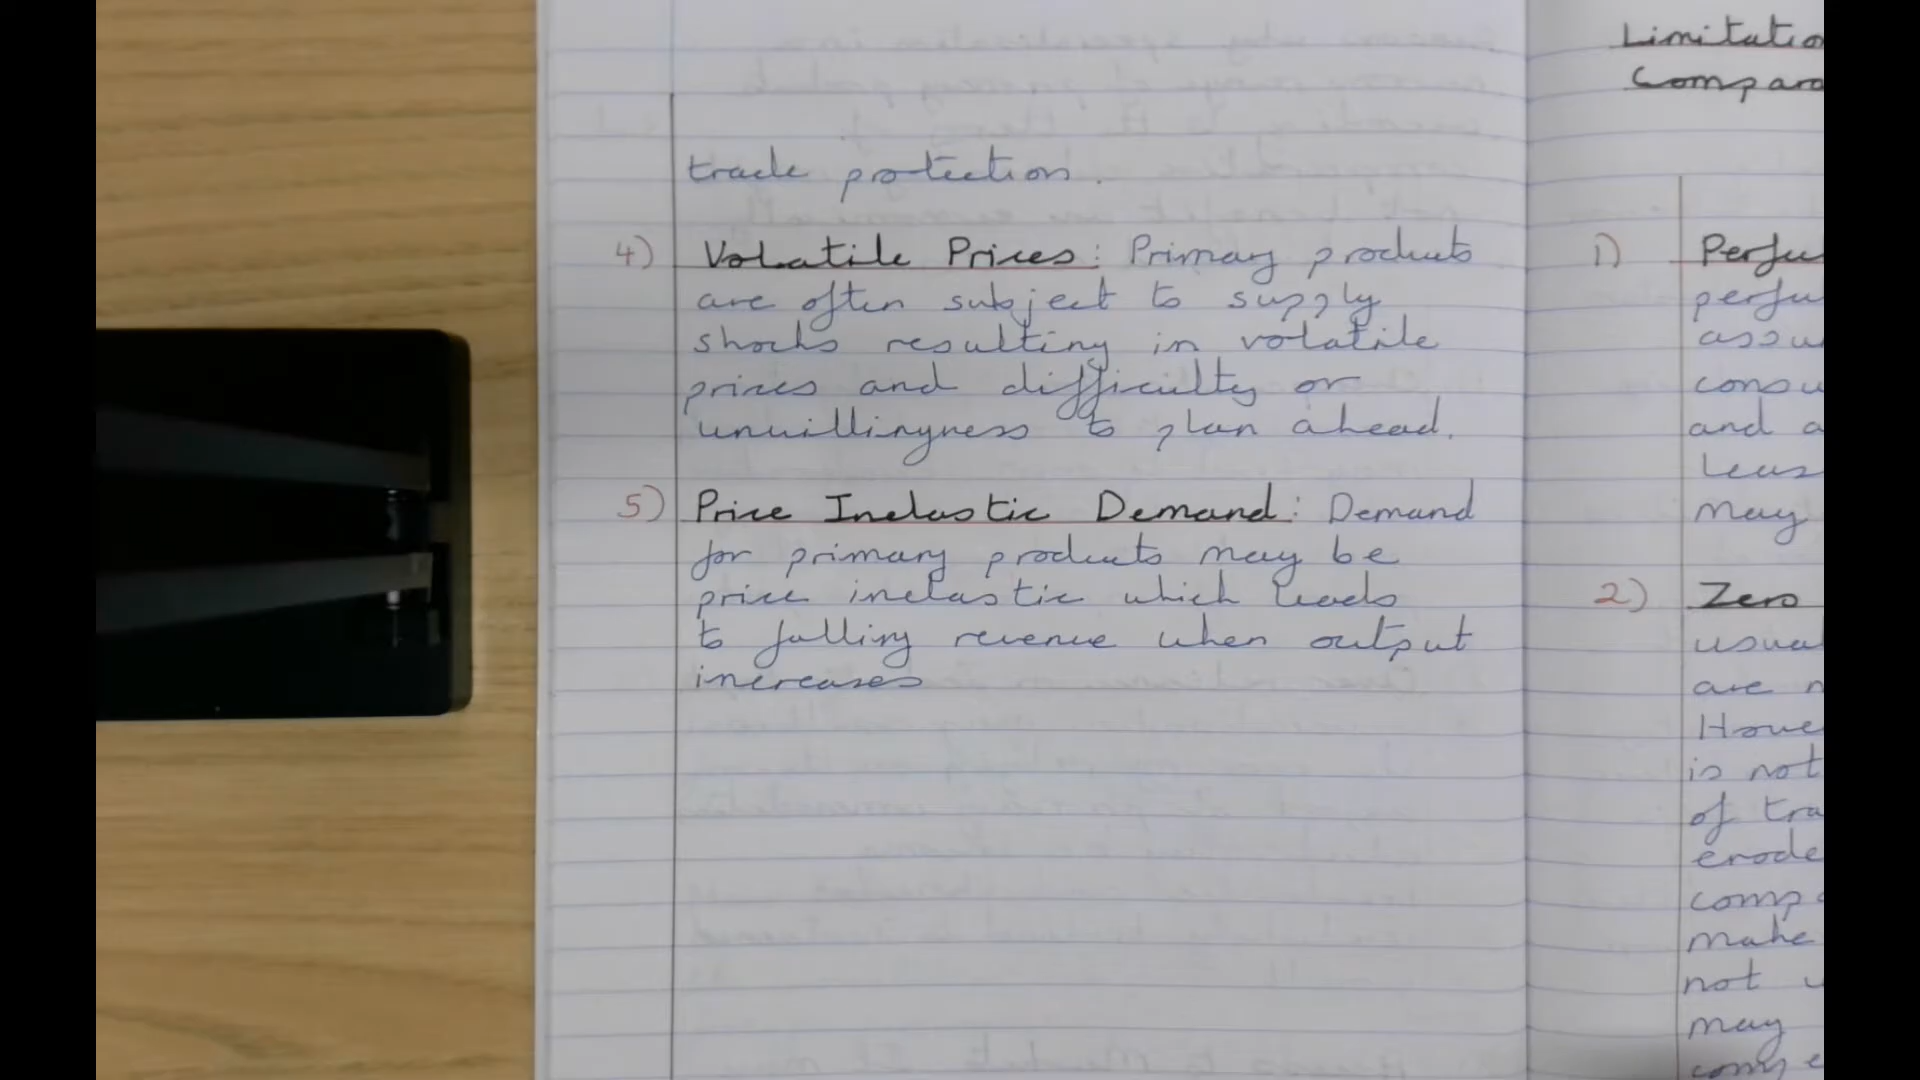 trade protection.
4) Volatile Prices: Primary products
are often subject to supply
shocks resulting in volatile
prices and difficulty or
unwillingness to plan ahead.
5) Price Inelastic Demand: Demand
for primary products may be
price inelastic which leads
to falling revenue when output
increases
Limitatio
Compara
1) Perfe
perfe
assu
consu
and a
Less
may
2) Zero
usua
are n
Howe
is not
of tra
erode
comp
make
not
may